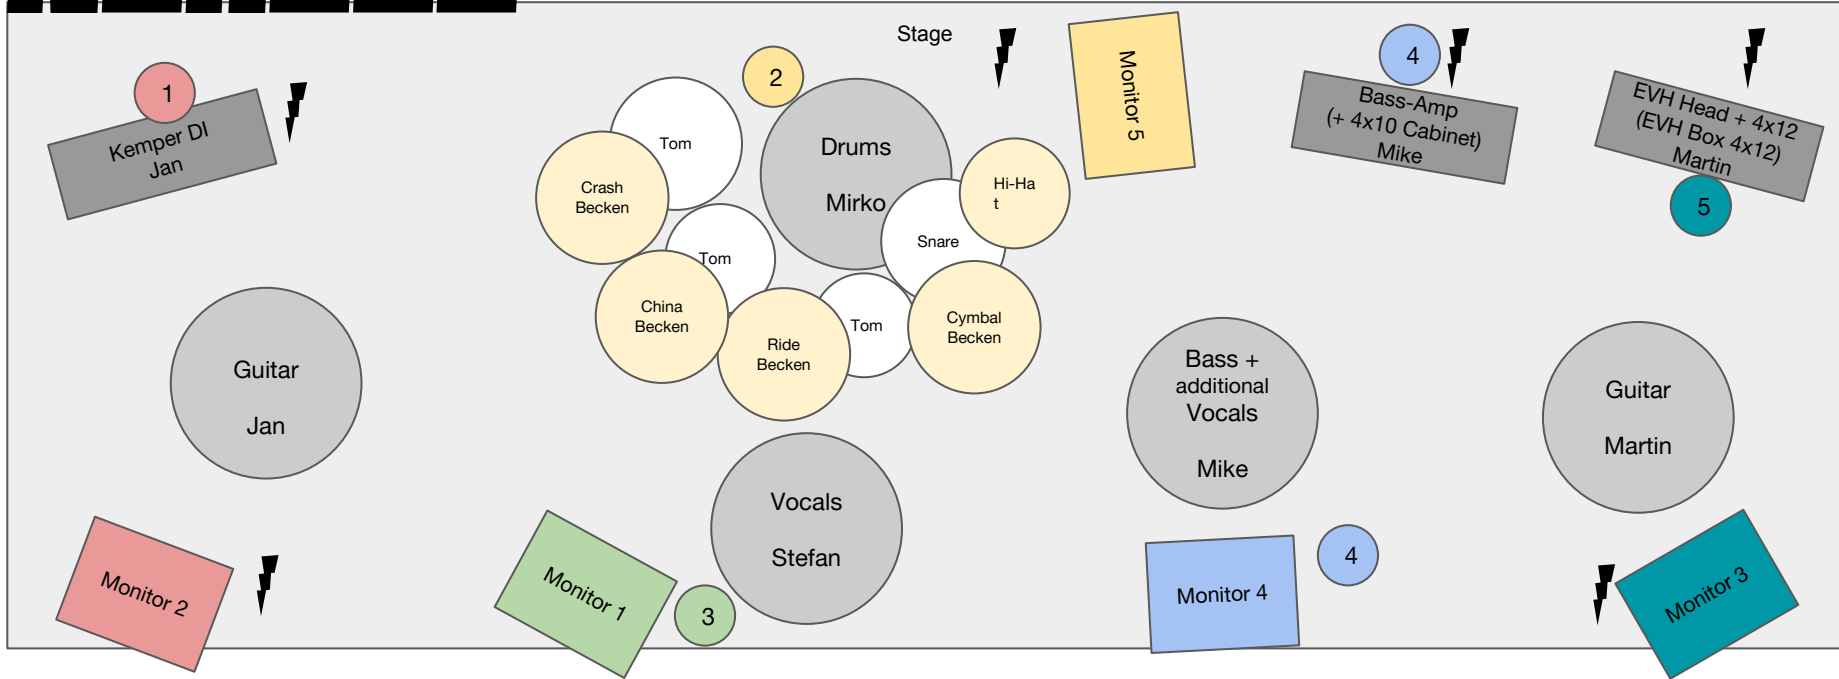 Stage
1
Kemper DI
Jan
2
Tom
Drums
Mirko
Crash
Becken
Hi-Ha
t
Snare
Tom
China
Becken
Ride
Becken
Tom
Cymbal
Becken
Monitor 5
4
Bass-Amp
(+ 4x10 Cabinet)
Mike
EVH Head + 4x12
(EVH Box 4x12)
Martin
5
Guitar
Jan
Vocals
Stefan
Bass +
additional
Vocals
Mike
Guitar
Martin
Monitor 2
Monitor 1
3
Monitor 4
4
Monitor 3